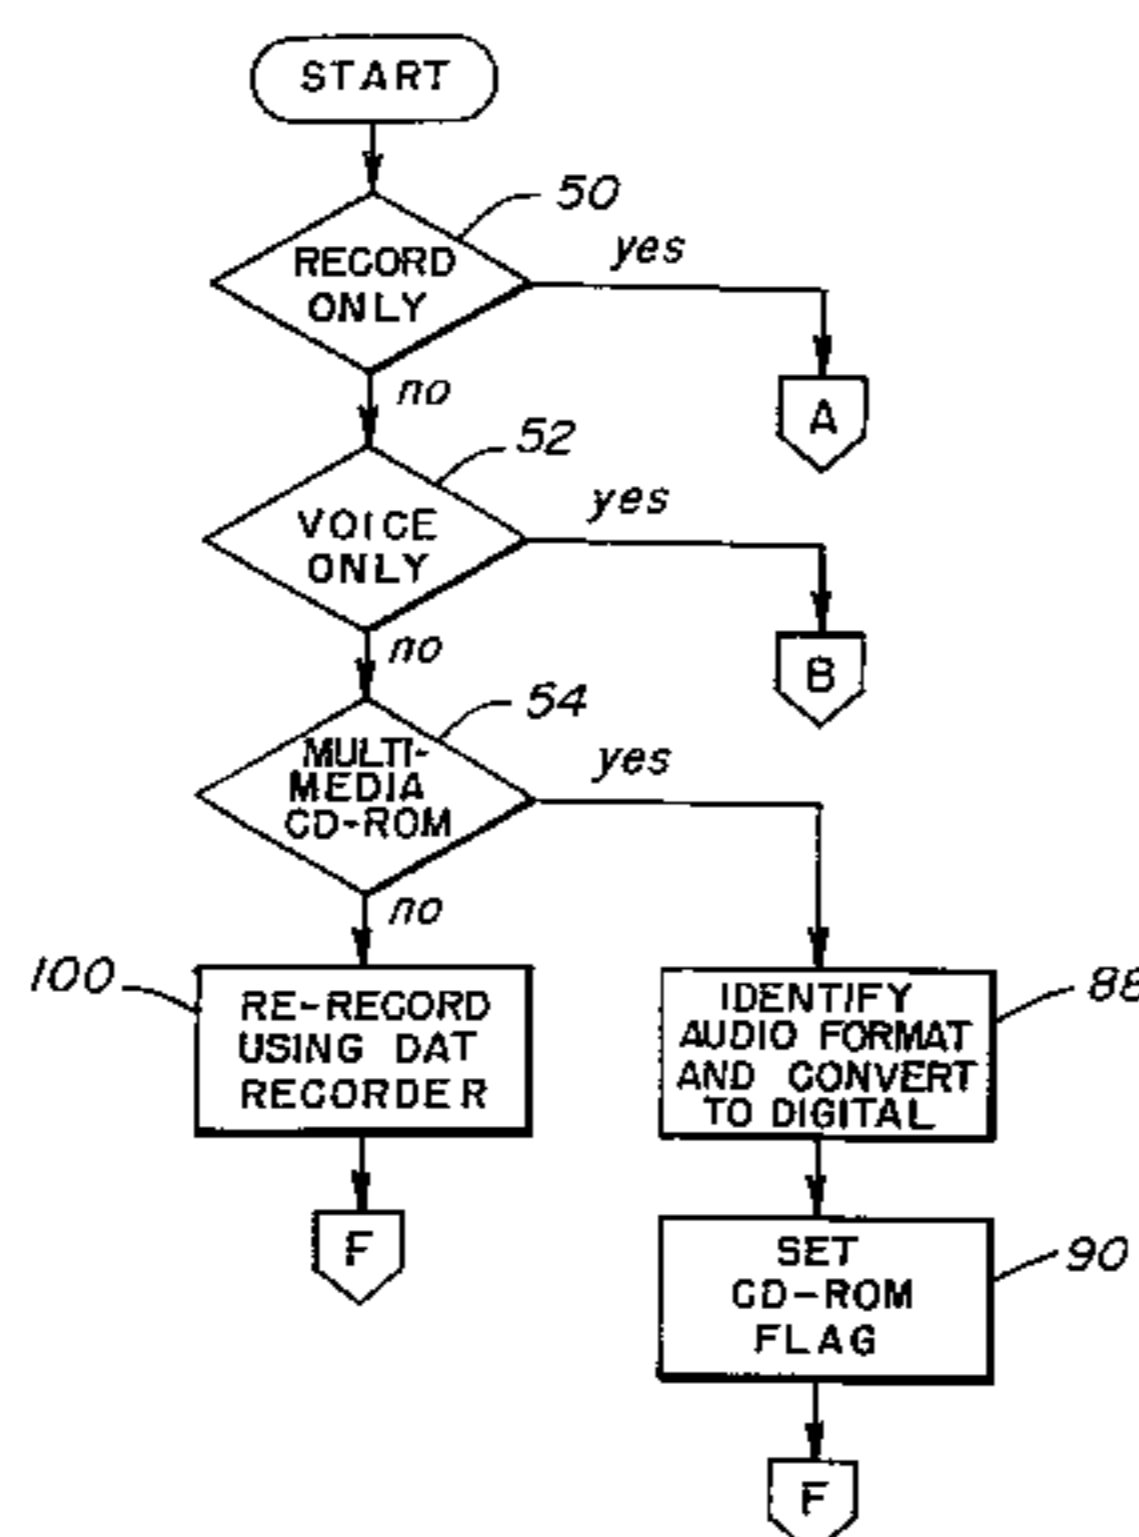 START
50
RECORD
ONLY
yes
no
A
52
VOICE
ONLY
yes
no
B
54
MULTI-
MEDIA
CD-ROM
yes
no
100
RE-RECORD
USING DAT
RECORDER
88
IDENTIFY
AUDIO FORMAT
AND CONVERT
TO DIGITAL
F
SET
CD-ROM
FLAG
90
F